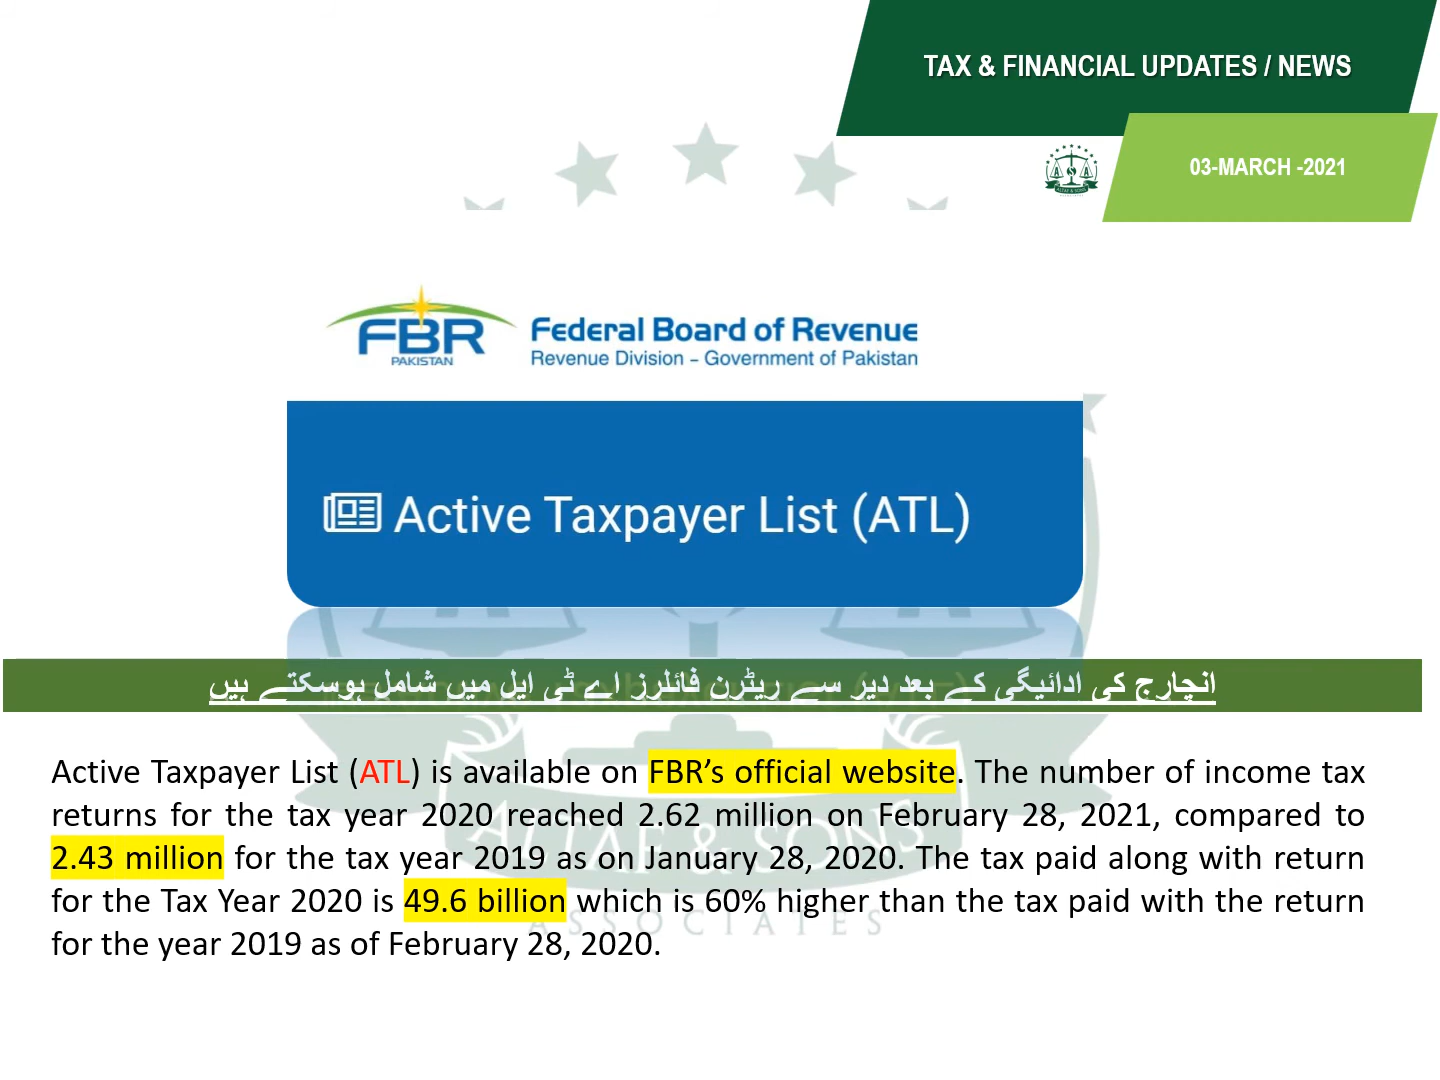 TAX & FINANCIAL UPDATES / NEWS
03-MARCH -2021
ALTAF & SONS
FBR
PAKISTAN
Federal Board of Revenue
Revenue Division – Government of Pakistan
Active Taxpayer List (ATL)
انچارج کی ادائیگی کے بعد دیر سے ریٹرن فائلرز اے ٹی ایل میں شامل ہوسکتے ہیں
Active Taxpayer List (ATL) is available on FBR’s official website. The number of income tax
returns for the tax year 2020 reached 2.62 million on February 28, 2021, compared to
2.43 million for the tax year 2019 as on January 28, 2020. The tax paid along with return
for the Tax Year 2020 is 49.6 billion which is 60% higher than the tax paid with the return
for the year 2019 as of February 28, 2020.
ALTAF & SONS
ASSOCIATES